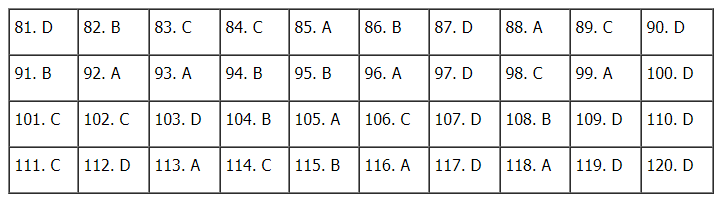 81. D 82. B 83. C 84. C 85. A 86. B 87. D 88. A 89. C 90. D
91. B 92. A 93. A 94. B 95. B 96. A 97. D 98. C 99. A 100. D
101. C 102. C 103. D 104. B 105. A 106. C 107. D 108. B 109. D 110. D
111. C 112. D 113. A 114. C 115. B 116. A 117. D 118. A 119. D 120. D